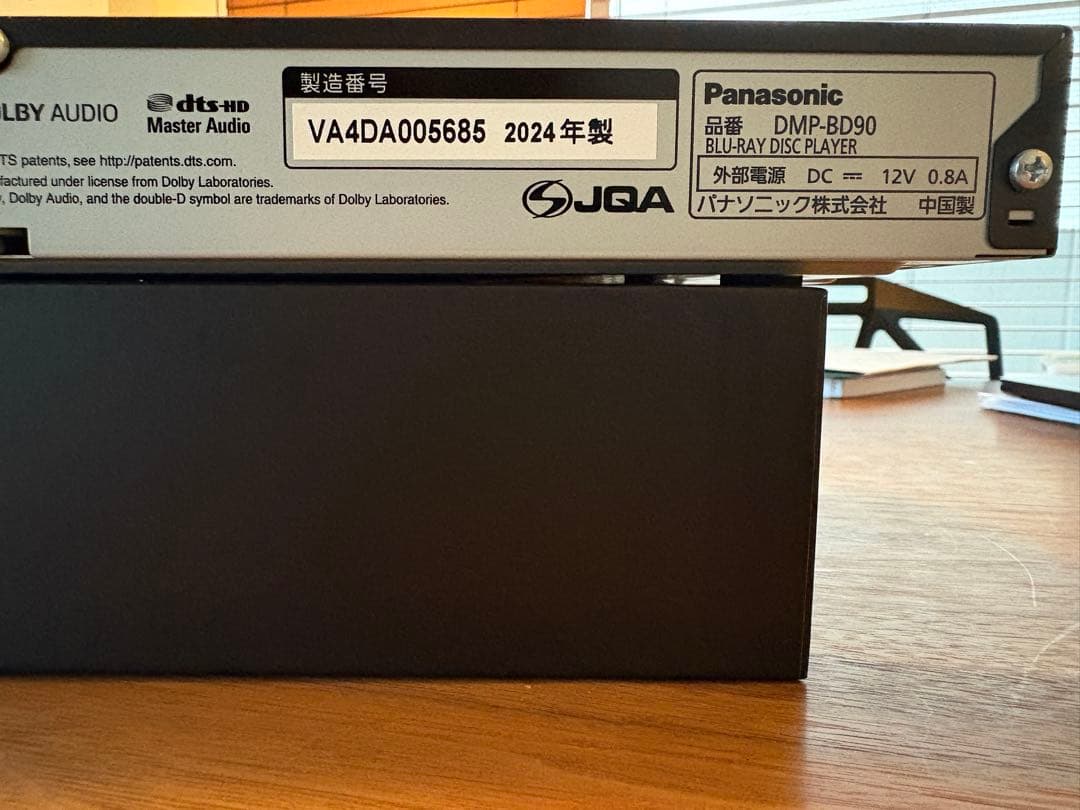 LBY AUDIO
dts-HD
Master Audio
TS patents, see http://patents.dts.com.
factured under license from Dolby Laboratories.
, Dolby Audio, and the double-D symbol are trademarks of Dolby Laboratories.
製造番号
VA4DA005685 2024年製
JQA
Panasonic
品番 DMP-BD90
BLU-RAY DISC PLAYER
外部電源 DC ⎓ 12V 0.8A
パナソニック株式会社 中国製